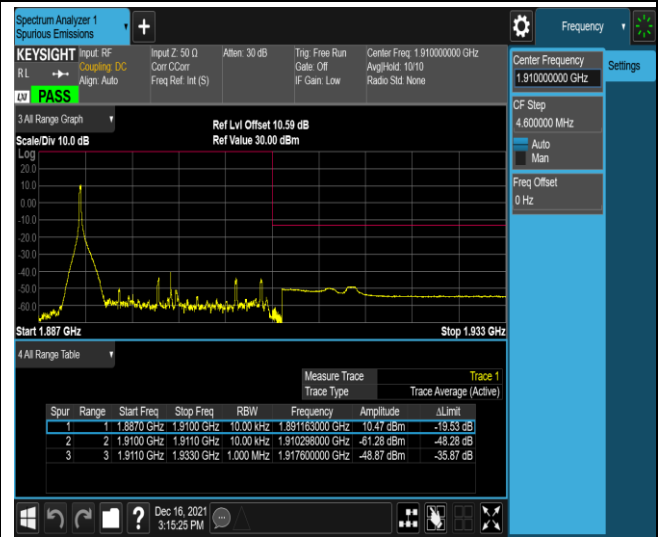 Spectrum Analyzer 1
Spurious Emissions
+
Frequency
KEYSIGHT
R L
LXI PASS
Input: RF
Coupling: DC
Align: Auto
Input Z: 50 Ω
Corr CCorr
Freq Ref: Int (S)
Atten: 30 dB
Trig: Free Run
Gate: Off
IF Gain: Low
Center Freq: 1.910000000 GHz
Avg|Hold: 10/10
Radio Std: None
Center Frequency
1.910000000 GHz
Settings
CF Step
4.600000 MHz
Auto
Man
Freq Offset
0 Hz
3 All Range Graph
Ref Lvl Offset 10.59 dB
Scale/Div 10.0 dB
Ref Value 30.00 dBm
Log
20.0
10.0
0.00
-10.0
-20.0
-30.0
-40.0
-50.0
-60.0
Start 1.887 GHz
Stop 1.933 GHz
4 All Range Table
Measure Trace Trace 1
Trace Type Trace Average (Active)
Spur Range Start Freq Stop Freq RBW Frequency Amplitude ΔLimit
1 1 1.8870 GHz 1.9100 GHz 10.00 kHz 1.891163000 GHz 10.47 dBm -19.53 dB
2 2 1.9100 GHz 1.9110 GHz 10.00 kHz 1.910298000 GHz -61.28 dBm -48.28 dB
3 3 1.9110 GHz 1.9330 GHz 1.000 MHz 1.917600000 GHz -48.87 dBm -35.87 dB
?
Dec 16, 2021
3:15:25 PM